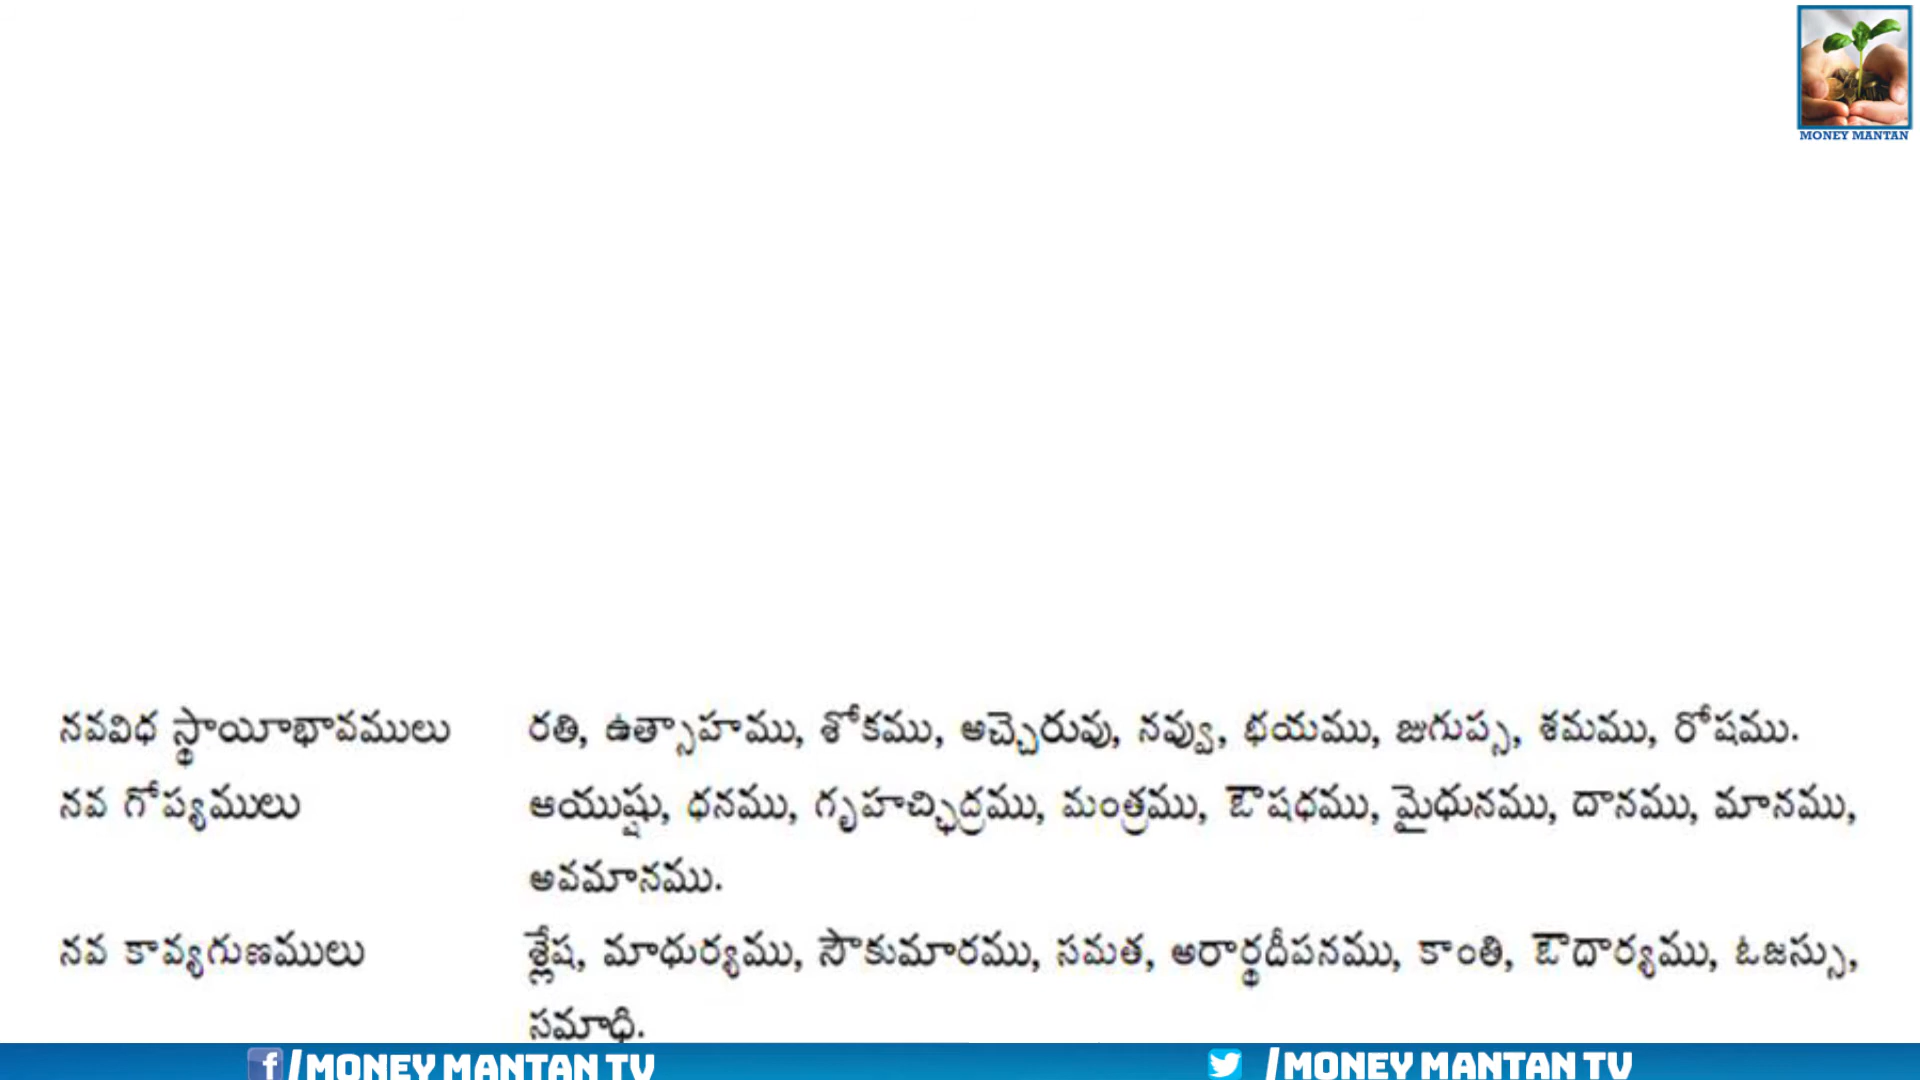 MONEY MANTAN
నవవిధ స్థాయీభావములు రతి, ఉత్సాహము, శోకము, అచ్చెరువు, నవ్వు, భయము, జుగుప్స, శమము, రోషము.
నవ గోప్యములు ఆయుష్షు, ధనము, గృహచ్ఛిద్రము, మంత్రము, ఔషధము, మైధునము, దానము, మానము,
అవమానము.
నవ కావ్యగుణములు శ్లేష, మాధుర్యము, సౌకుమారము, సమత, అరార్థదీపనము, కాంతి, ఔదార్యము, ఓజస్సు,
సమాధి.
/MONEY MANTAN TV /MONEY MANTAN TV